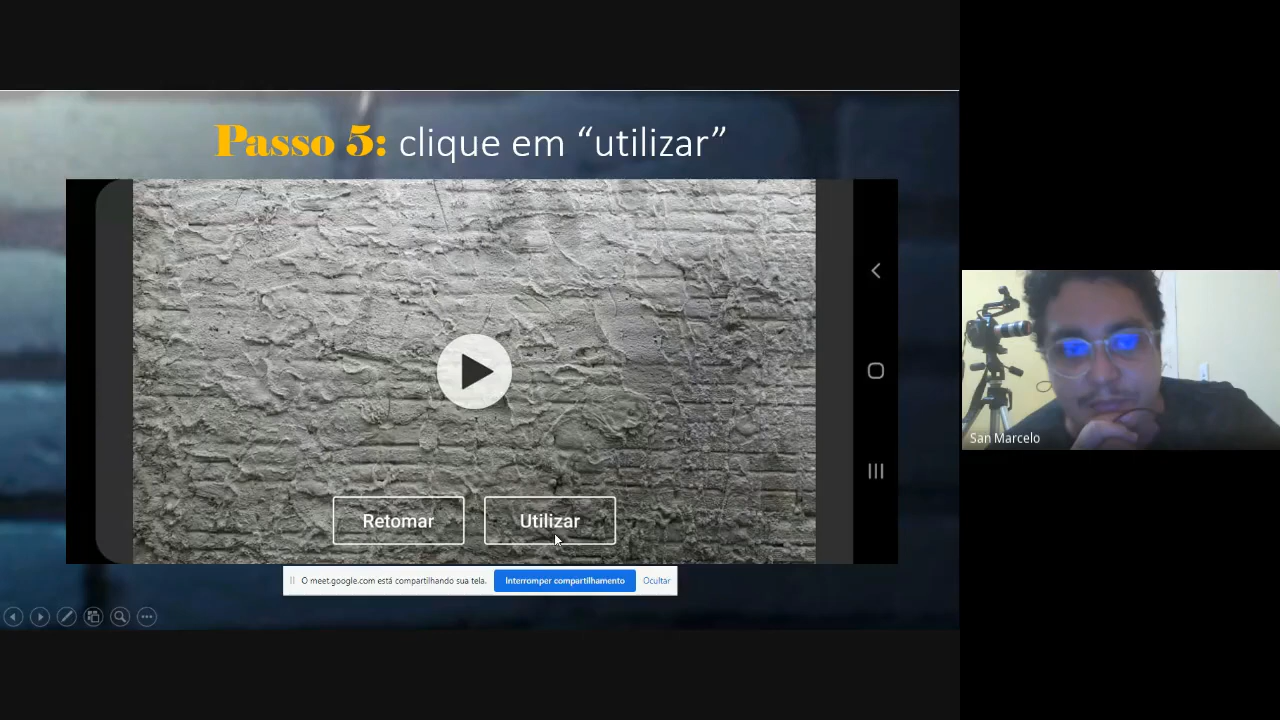 Passo 5: clique em “utilizar”
Retomar
Utilizar
San Marcelo
O meet.google.com está compartilhando sua tela.
Interromper compartilhamento
Ocultar